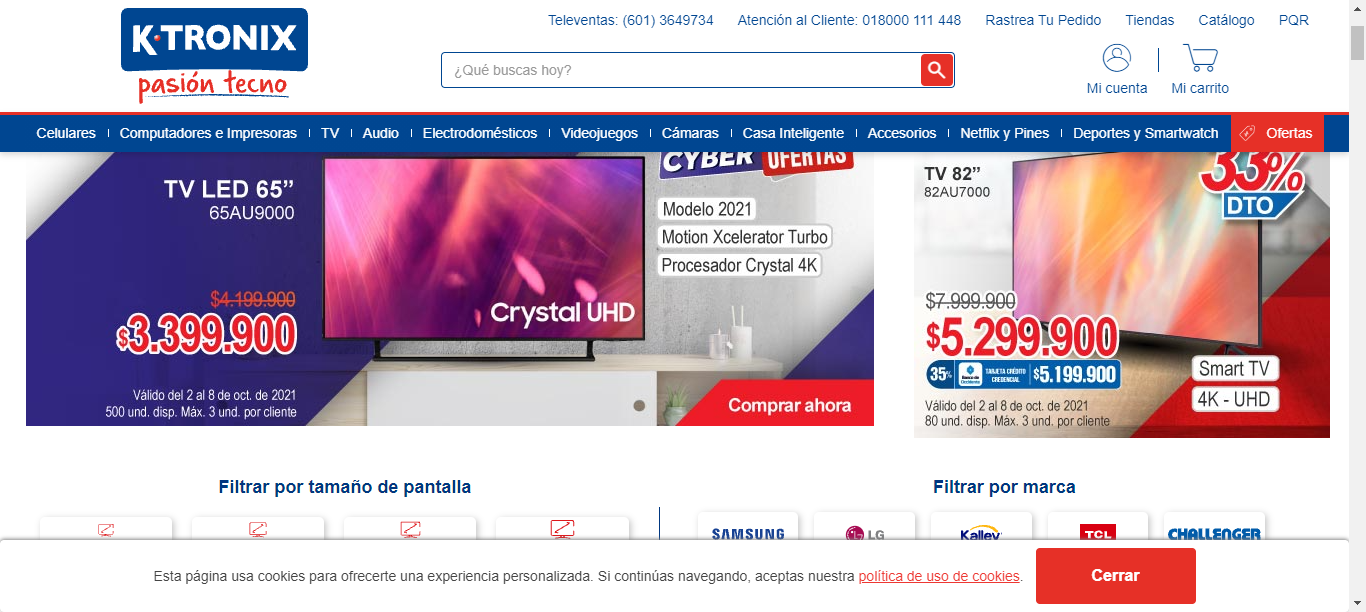 K·TRONIX
pasión tecno
Televentas: (601) 3649734 Atención al Cliente: 018000 111 448 Rastrea Tu Pedido Tiendas Catálogo PQR
¿Qué buscas hoy?
Mi cuenta Mi carrito
Celulares Computadores e Impresoras TV Audio Electrodomésticos Videojuegos Cámaras Casa Inteligente Accesorios Netflix y Pines Deportes y Smartwatch Ofertas
TV LED 65”
65AU9000
$4.199.900
$3.399.900
Válido del 2 al 8 de oct. de 2021
500 und. disp. Máx. 3 und. por cliente
Crystal UHD
CYBER OFERTAS
Modelo 2021
Motion Xcelerator Turbo
Procesador Crystal 4K
Comprar ahora
TV 82”
82AU7000
33%
DTO
$7.999.900
$5.299.900
35% Banco de Occidente TARJETA CRÉDITO CREDENCIAL $5.199.900
Válido del 2 al 8 de oct. de 2021
80 und. disp. Máx. 3 und. por cliente
Smart TV
4K - UHD
Filtrar por tamaño de pantalla
Filtrar por marca
SAMSUNG LG Kalley TCL CHALLENGER
Esta página usa cookies para ofrecerte una experiencia personalizada. Si continúas navegando, aceptas nuestra política de uso de cookies.
Cerrar